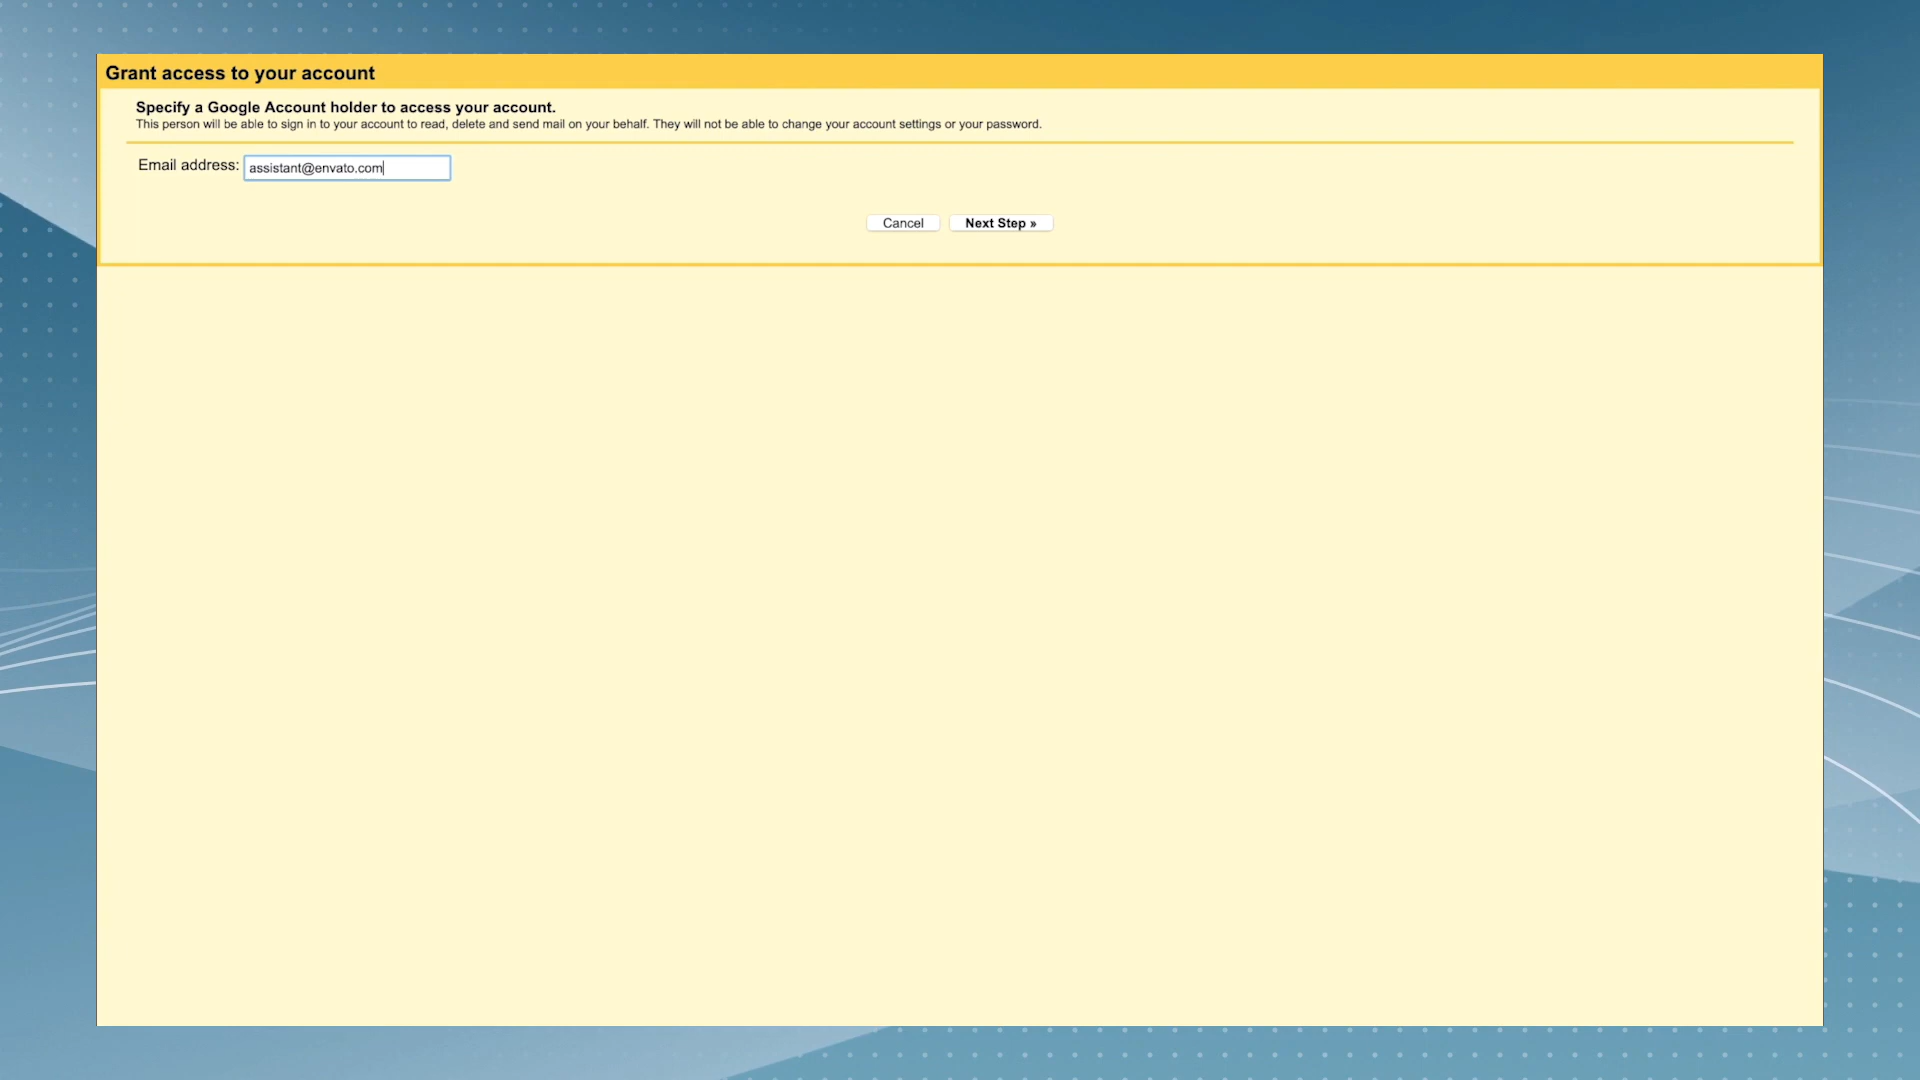 Grant access to your account
Specify a Google Account holder to access your account.
This person will be able to sign in to your account to read, delete and send mail on your behalf. They will not be able to change your account settings or your password.
Email address: assistant@envato.com
Cancel Next Step »